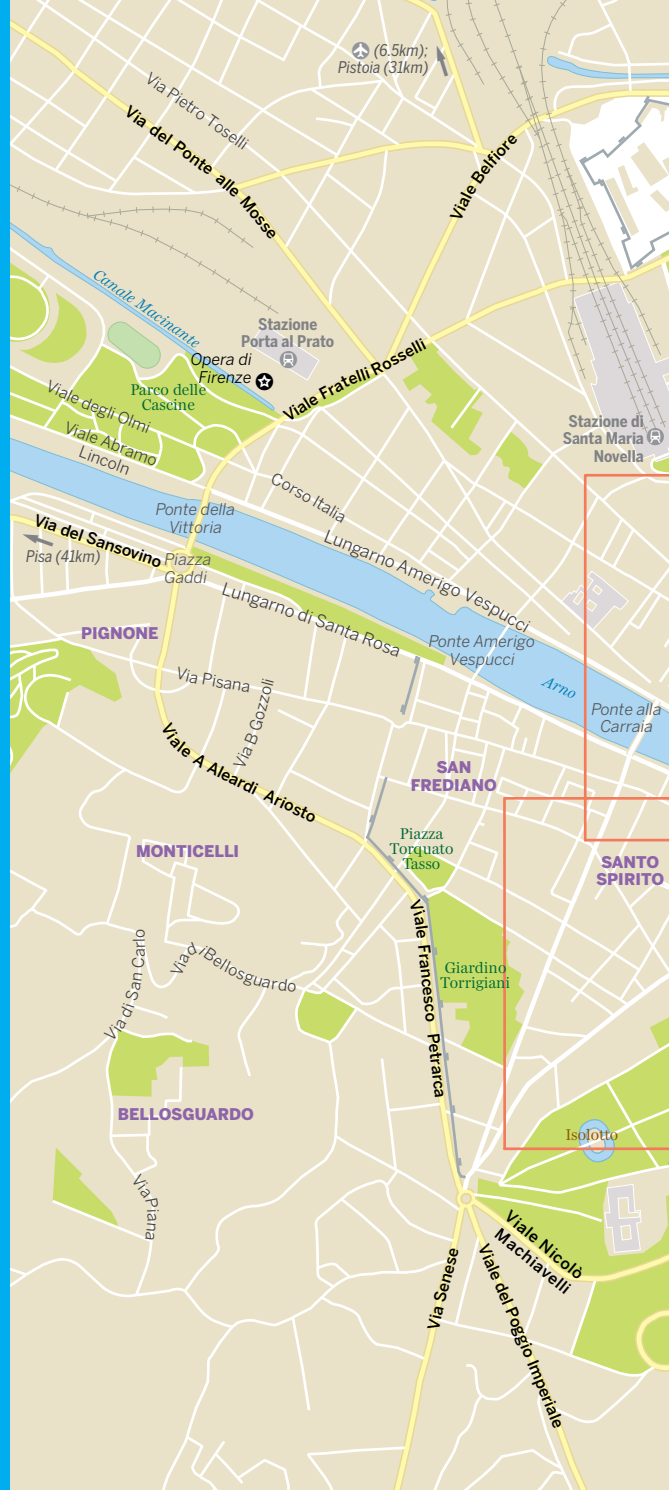 (6.5km);
Pistoia (31km)
Via Pietro Toselli
Via del Ponte alle Mosse
Viale Belfiore
Canale Macinante
Stazione
Porta al Prato
Opera di
Firenze
Viale Fratelli Rosselli
Parco delle
Cascine
Viale degli Olmi
Viale Abramo
Lincoln
Stazione di
Santa Maria
Novella
Corso Italia
Ponte della
Vittoria
Via del Sansovino
Pisa (41km)
Piazza
Gaddi
Lungarno Amerigo Vespucci
Lungarno di Santa Rosa
PIGNONE
Ponte Amerigo
Vespucci
Via Pisana
Arno
Via B Gozzoli
Ponte alla
Carraia
Viale A Aleardi Ariosto
SAN
FREDIANO
Piazza
Torquato
Tasso
MONTICELLI
SANTO
SPIRITO
Viale Francesco Petrarca
Via di San Carlo
Via di Bellosguardo
Giardino
Torrigiani
BELLOSGUARDO
Isolotto
Via Piana
Viale Nicolò
Machiavelli
Via Senese
Viale del Poggio Imperiale